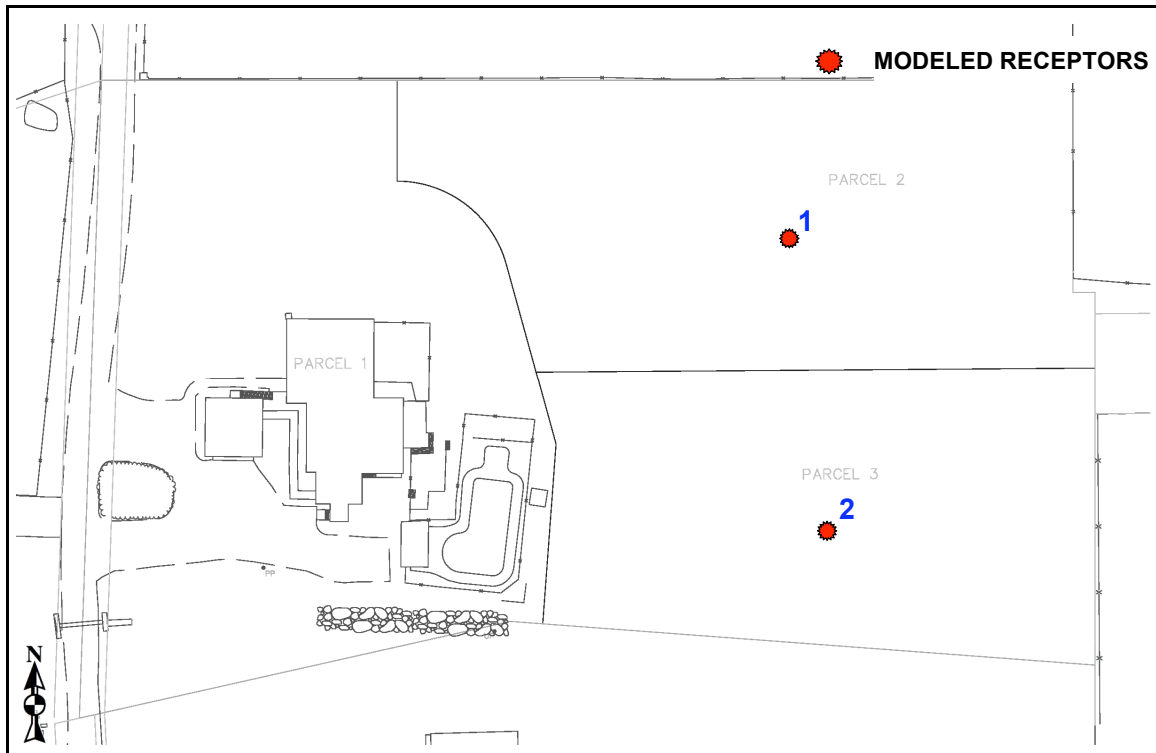 MODELED RECEPTORS
PARCEL 2
1
PARCEL 1
PARCEL 3
2
PP
N